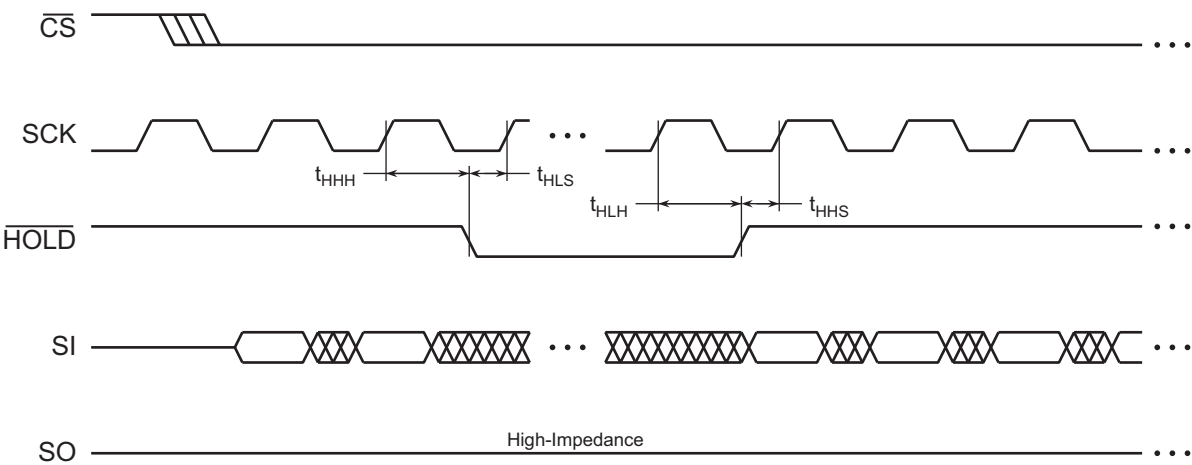 CS
SCK
tHHH
tHLS
tHLH
tHHS
HOLD
SI
High-Impedance
SO